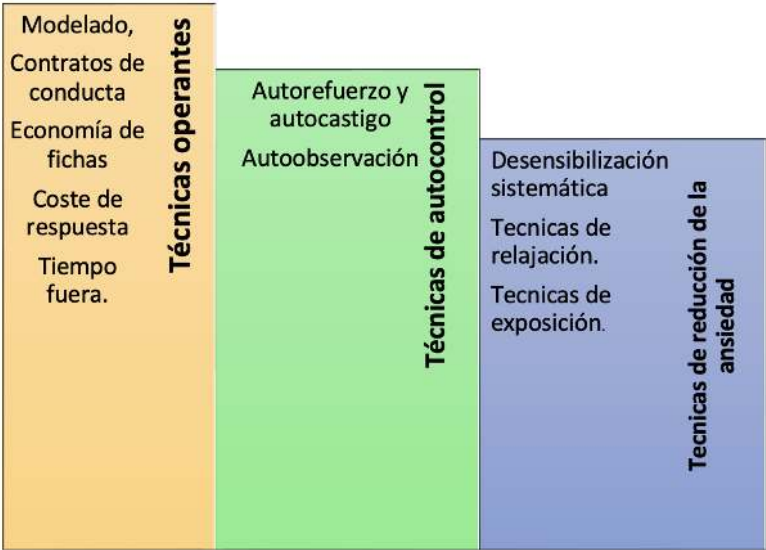 Modelado,
Contratos de
conducta
Economía de
fichas
Coste de
respuesta
Tiempo
fuera.
Técnicas operantes
Autorefuerzo y
autocastigo
Autoobservación
Técnicas de autocontrol
Desensibilización
sistemática
Tecnicas de
relajación.
Tecnicas de
exposición.
Tecnicas de reducción de la
ansiedad